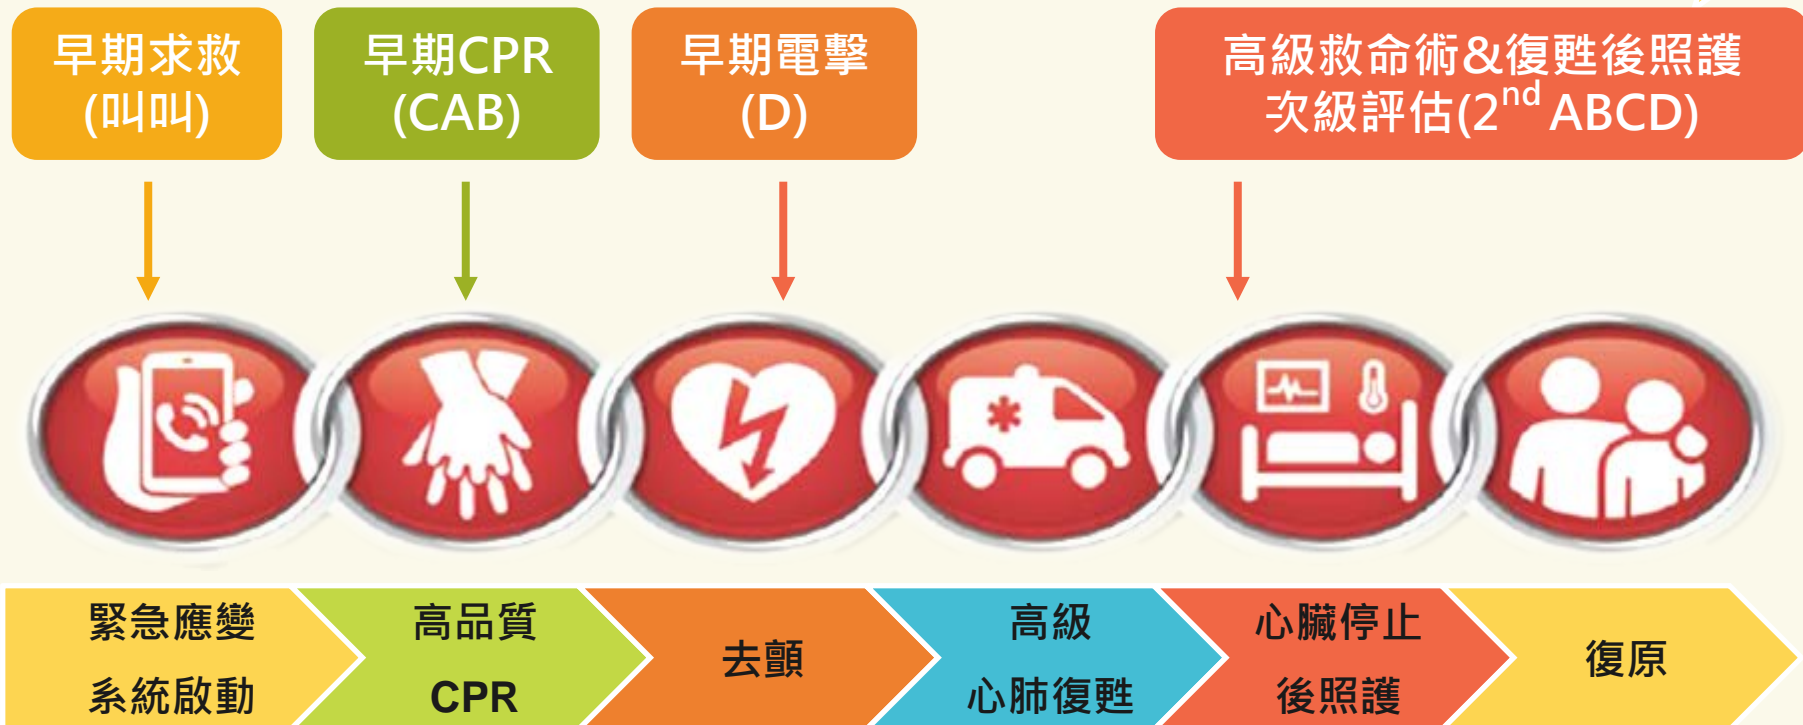 早期求救
(叫叫)
早期CPR
(CAB)
早期電擊
(D)
高級救命術&復甦後照護
次級評估(2nd ABCD)
緊急應變
系統啟動
高品質
CPR
去顫
高級
心肺復甦
心臟停止
後照護
復原